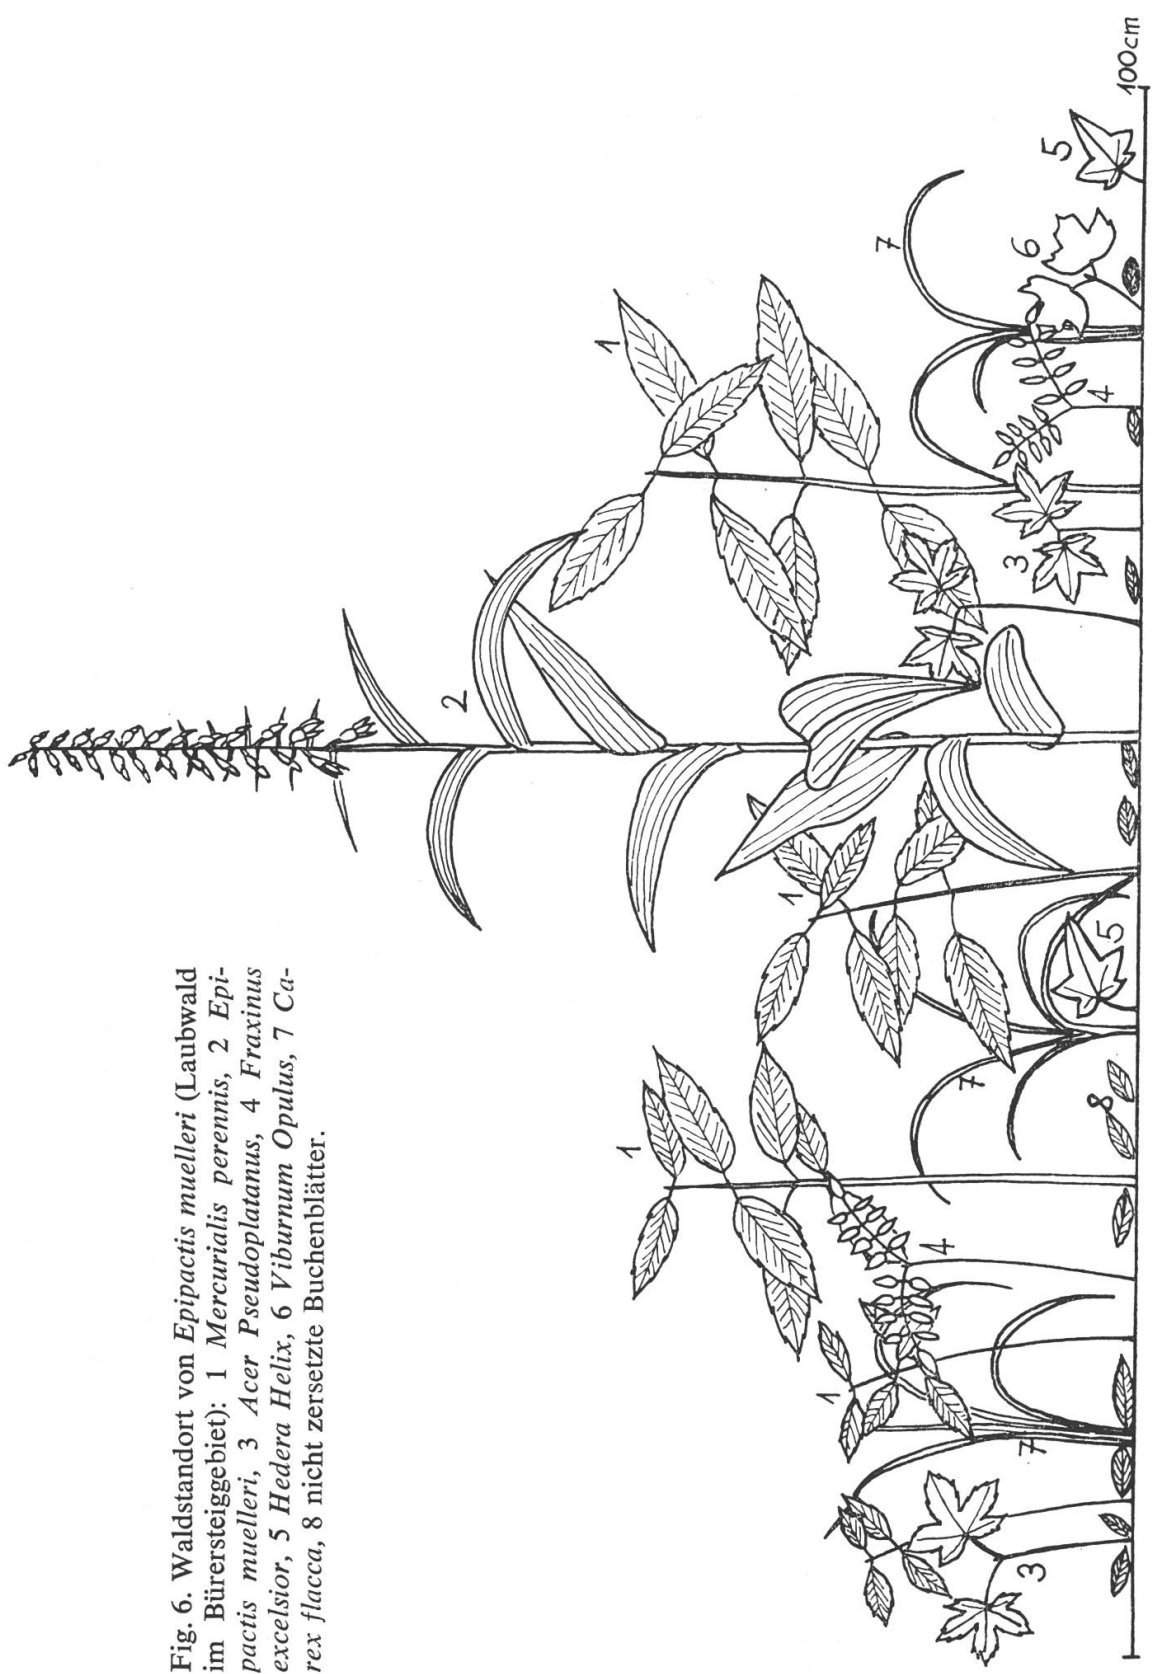 Fig. 6. Waldstandort von Epipactis muelleri (Laubwald
im Bürersteiggebiet): 1 Mercurialis perennis, 2 Epi-
pactis muelleri, 3 Acer Pseudoplatanus, 4 Fraxinus
excelsior, 5 Hedera Helix, 6 Viburnum Opulus, 7 Ca-
rex flacca, 8 nicht zersetzte Buchenblätter.
3
1
7
4
1
8
7
5
1
2
3
1
4
7
6
5
100cm